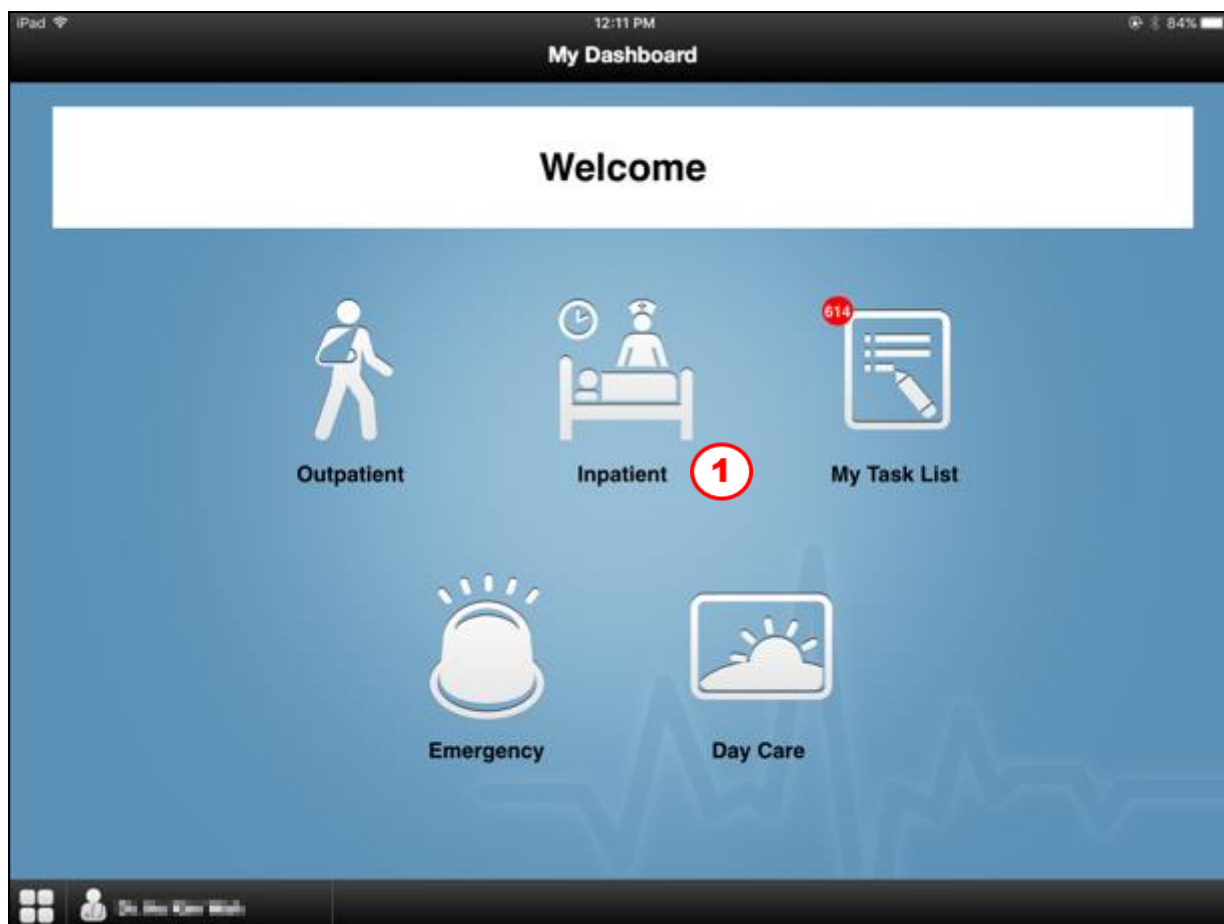 iPad 12:11 PM 84%
My Dashboard
Welcome
614
Outpatient Inpatient 1 My Task List
Emergency Day Care